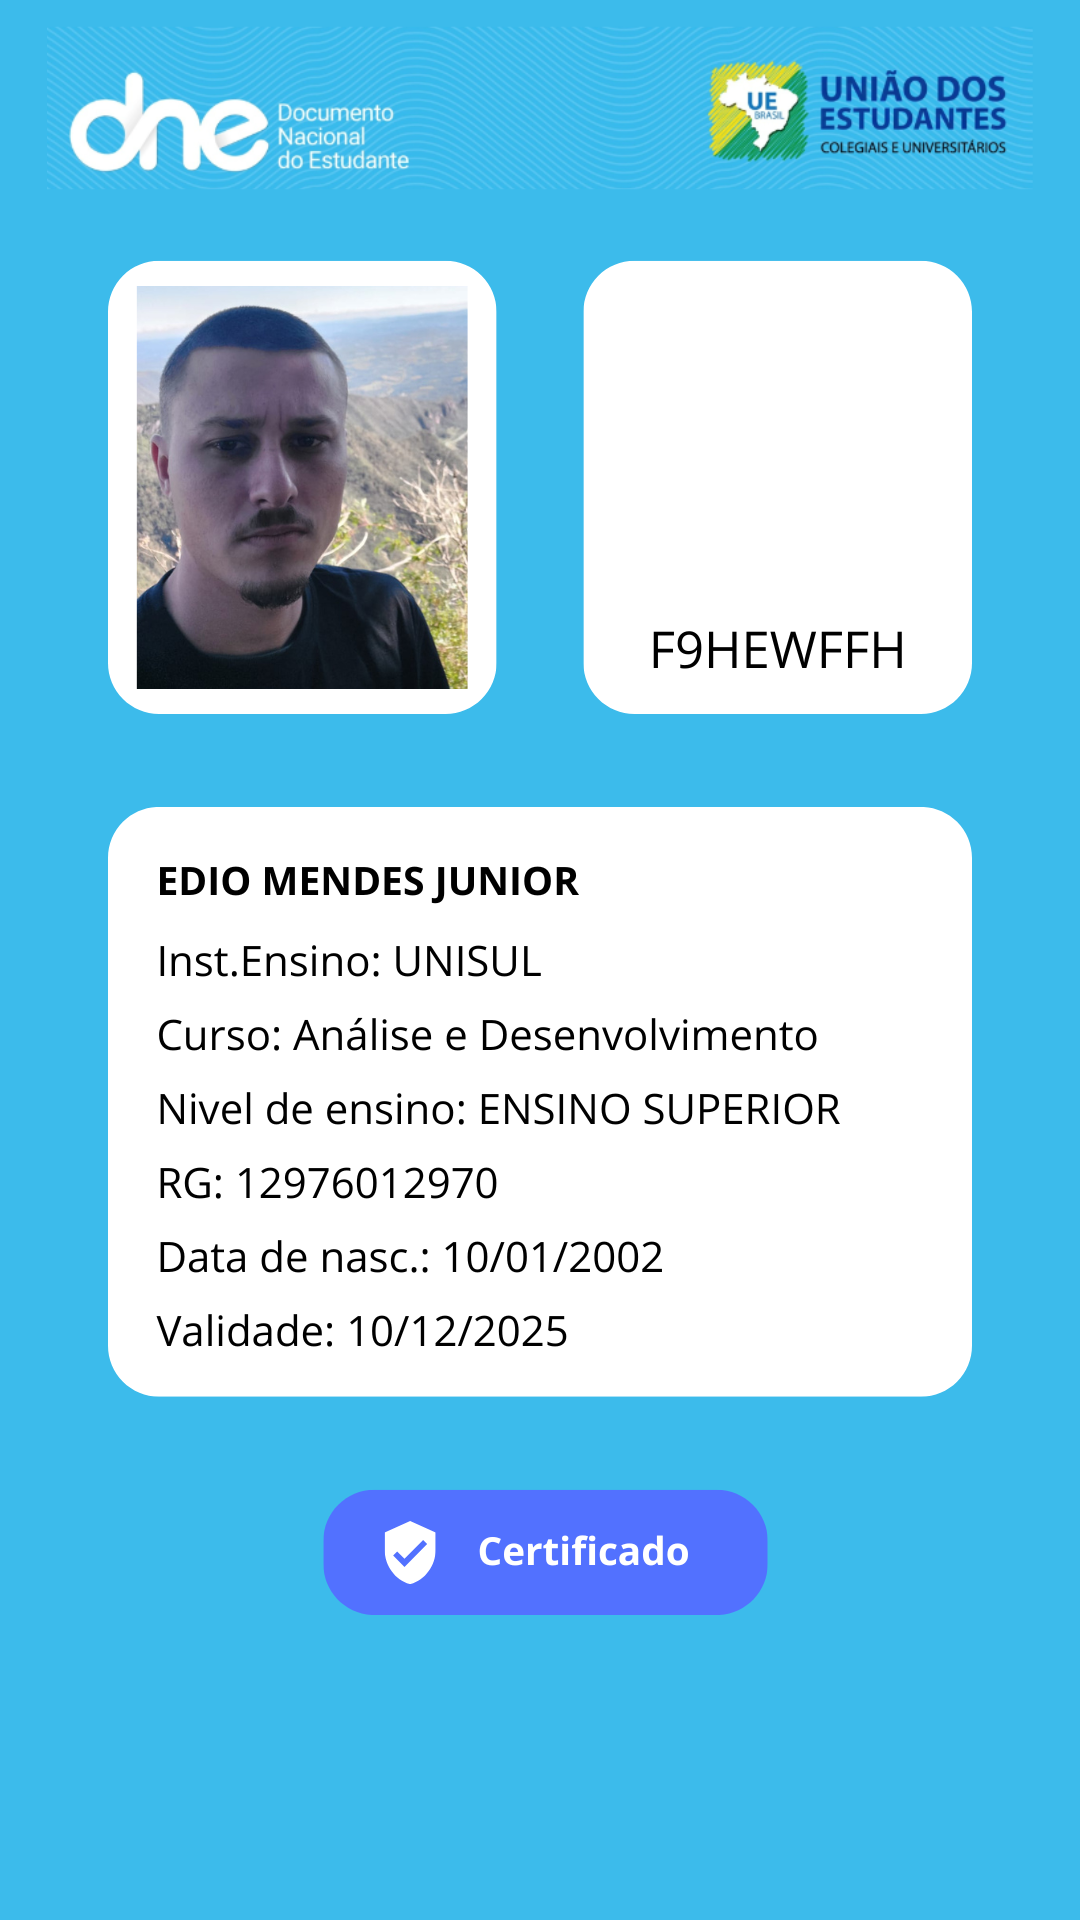 dne Documento
Nacional
do Estudante
UE
BRASIL
UNIÃO DOS
ESTUDANTES
COLEGIAIS E UNIVERSITÁRIOS
F9HEWFFH
EDIO MENDES JUNIOR
Inst.Ensino: UNISUL
Curso: Análise e Desenvolvimento
Nivel de ensino: ENSINO SUPERIOR
RG: 12976012970
Data de nasc.: 10/01/2002
Validade: 10/12/2025
Certificado